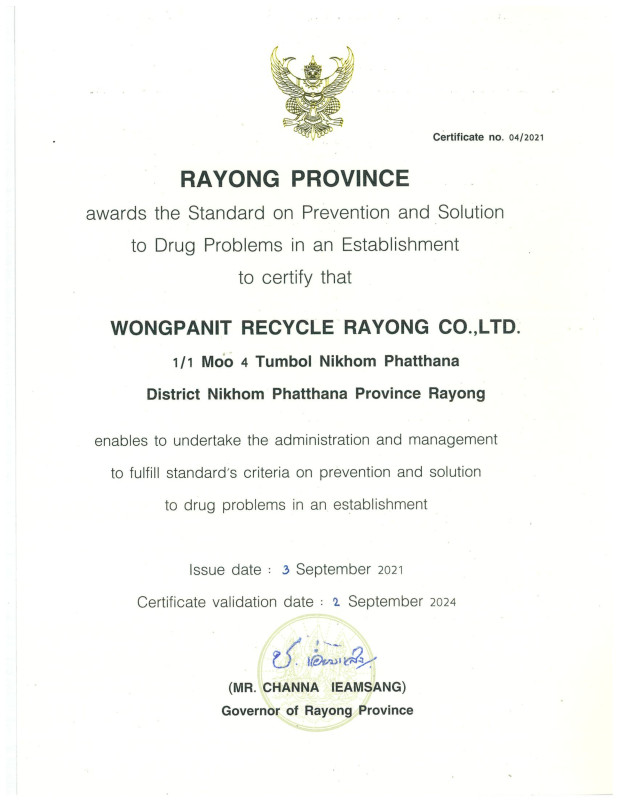 Certificate no. 04/2021
RAYONG PROVINCE
awards the Standard on Prevention and Solution
to Drug Problems in an Establishment
to certify that
WONGPANIT RECYCLE RAYONG CO.,LTD.
1/1 Moo 4 Tumbol Nikhom Phatthana
District Nikhom Phatthana Province Rayong
enables to undertake the administration and management
to fulfill standard's criteria on prevention and solution
to drug problems in an establishment
Issue date : 3 September 2021
Certificate validation date : 2 September 2024
(MR. CHANNA IEAMSANG)
Governor of Rayong Province